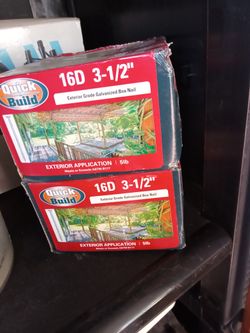 Quick Build
16D 3-1/2"
Exterior Grade Galvanized Box Nail
EXTERIOR APPLICATION | 5lb
Quick Build
16D 3-1/2"
Exterior Grade Galvanized Box Nail
EXTERIOR APPLICATION | 5lb